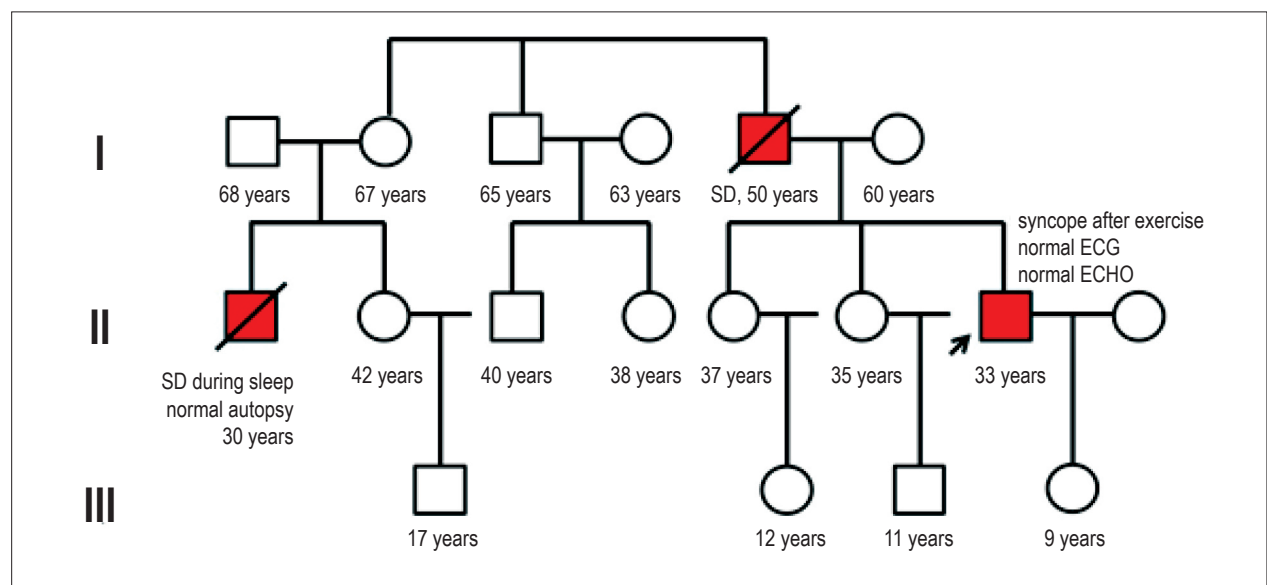 I
68 years
67 years
65 years
63 years
SD, 50 years
60 years
syncope after exercise
normal ECG
normal ECHO
II
SD during sleep
normal autopsy
30 years
42 years
40 years
38 years
37 years
35 years
33 years
III
17 years
12 years
11 years
9 years